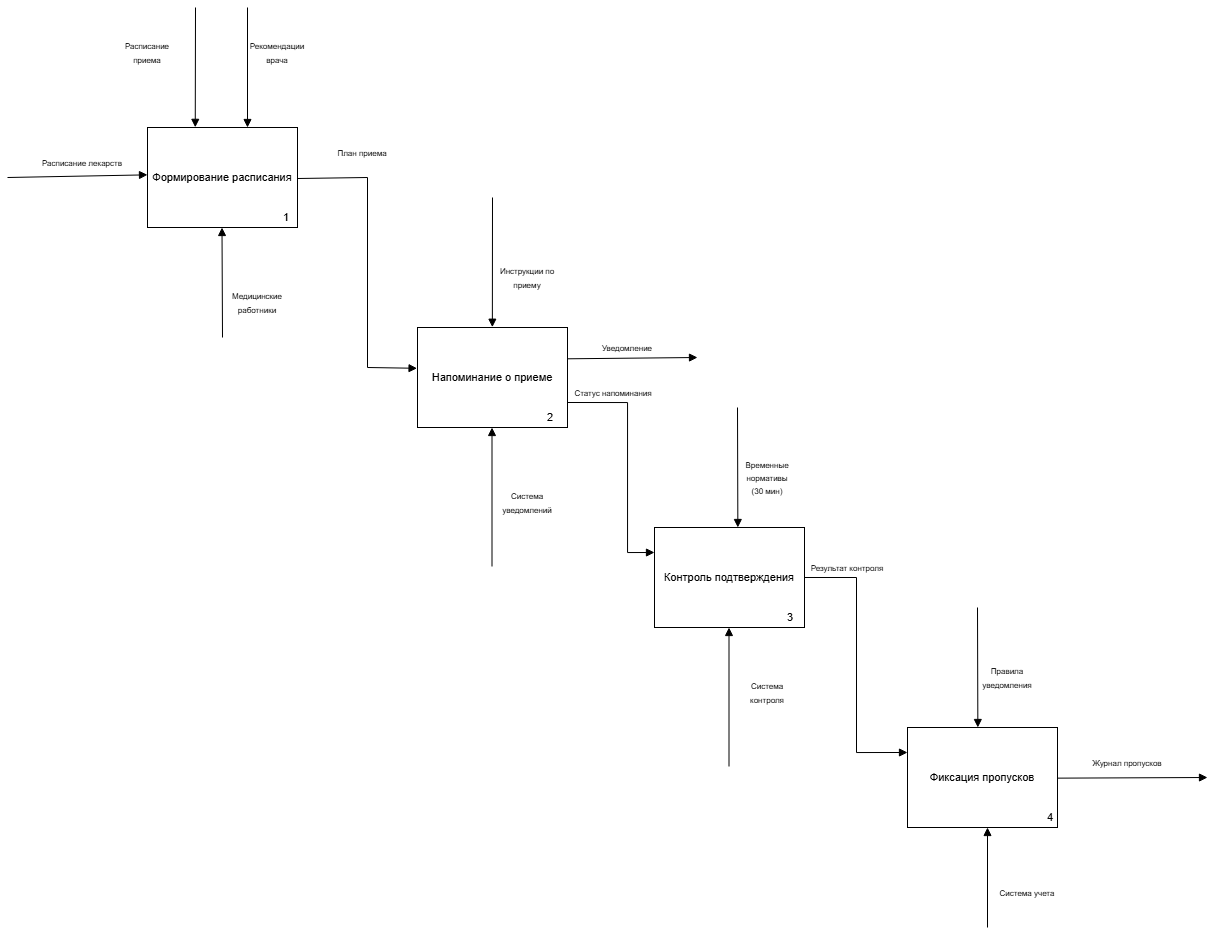 Расписание
приема
Рекомендации
врача
Расписание лекарств
План приема
Формирование расписания
1
Медицинские
работники
Инструкции по
приему
Уведомление
Напоминание о приеме
Статус напоминания
2
Система
уведомлений
Временные
нормативы
(30 мин)
Результат контроля
Контроль подтверждения
3
Система
контроля
Правила
уведомления
Журнал пропусков
Фиксация пропусков
4
Система учета